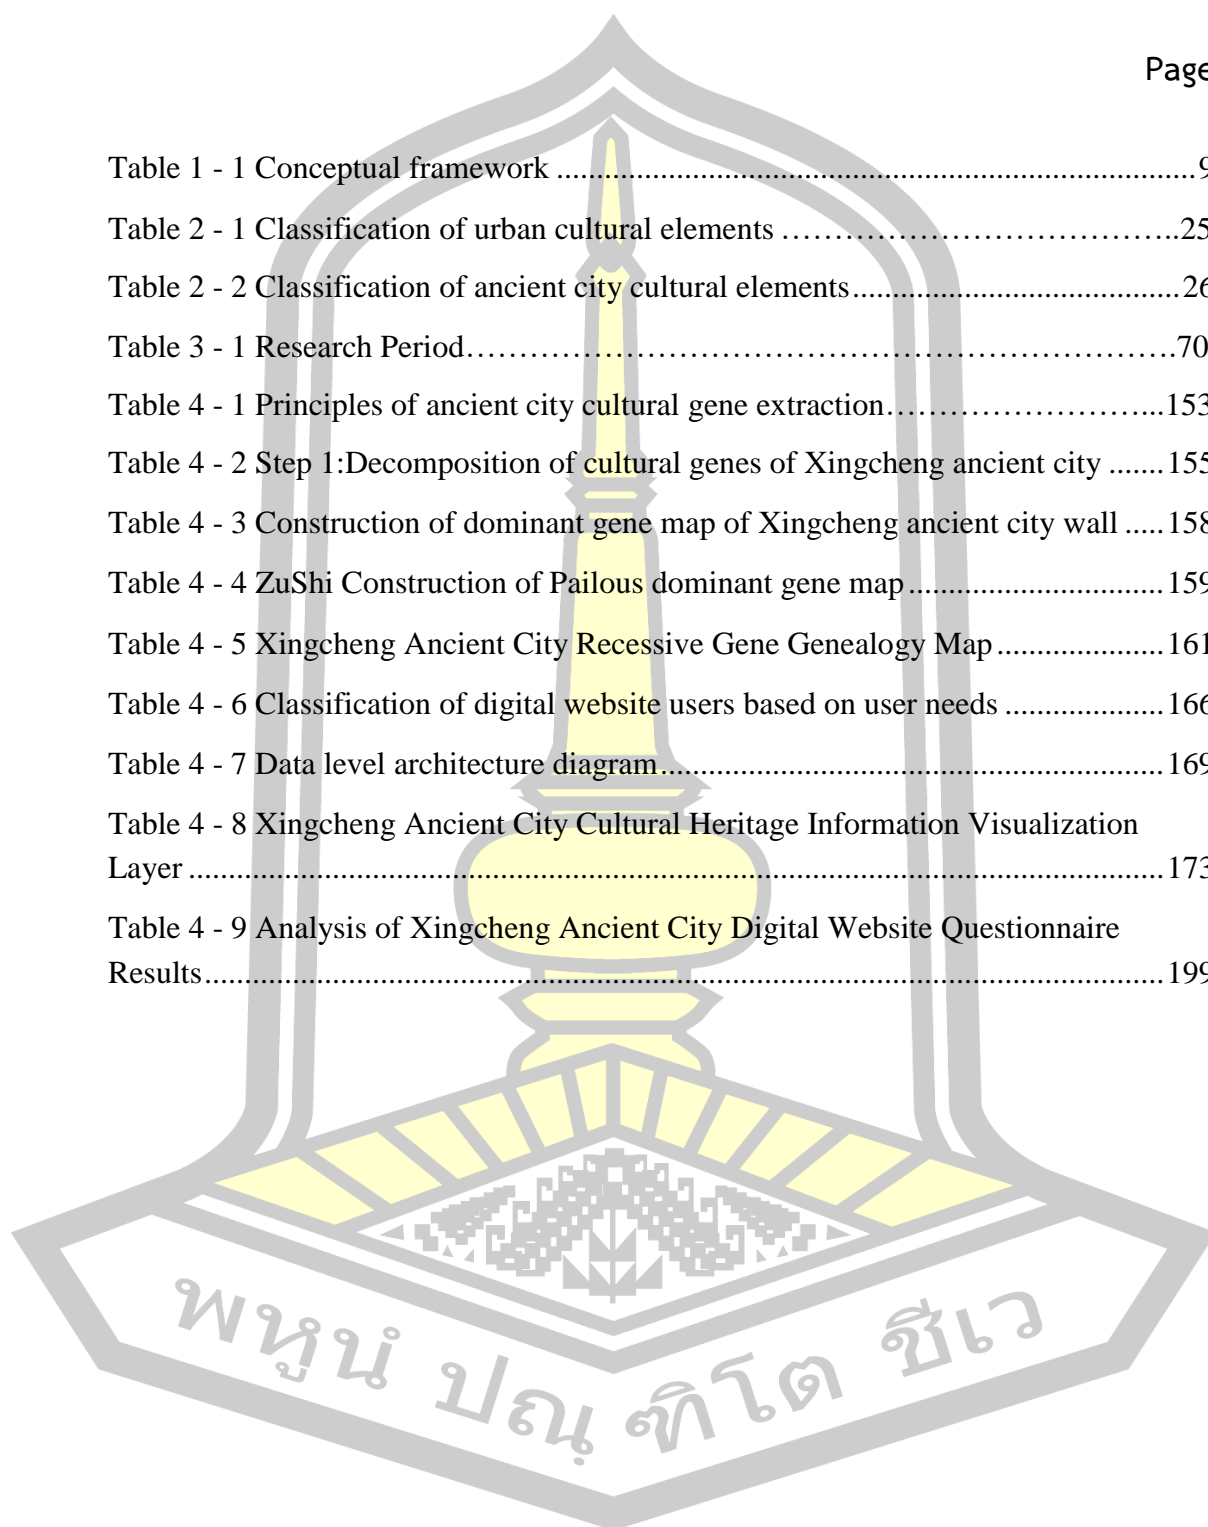 Page
Table 1 - 1 Conceptual framework ................................................................................. 9
Table 2 - 1 Classification of urban cultural elements …………………………………..25
Table 2 - 2 Classification of ancient city cultural elements......................................... 26
Table 3 - 1 Research Period…………………………………………………………….70
Table 4 - 1 Principles of ancient city cultural gene extraction……………………...153
Table 4 - 2 Step 1:Decomposition of cultural genes of Xingcheng ancient city ....... 155
Table 4 - 3 Construction of dominant gene map of Xingcheng ancient city wall ..... 158
Table 4 - 4 ZuShi Construction of Pailous dominant gene map ................................. 159
Table 4 - 5 Xingcheng Ancient City Recessive Gene Genealogy Map ...................... 161
Table 4 - 6 Classification of digital website users based on user needs ..................... 166
Table 4 - 7 Data level architecture diagram................................................................. 169
Table 4 - 8 Xingcheng Ancient City Cultural Heritage Information Visualization
Layer ............................................................................................................................ 173
Table 4 - 9 Analysis of Xingcheng Ancient City Digital Website Questionnaire
Results.......................................................................................................................... 199
พหูนํ ปณฺฑิโต ชีเว